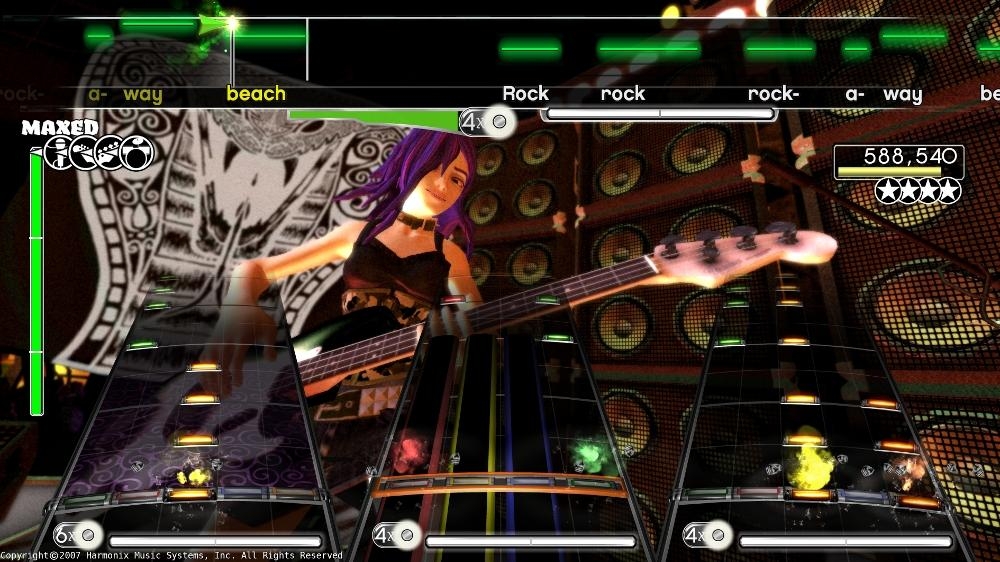 rock- a- way beach Rock rock rock- a- way be
4x
MAXED
588,540
6x 4x 4x
Copyright©2007 Harmonix Music Systems, Inc. All Rights Reserved